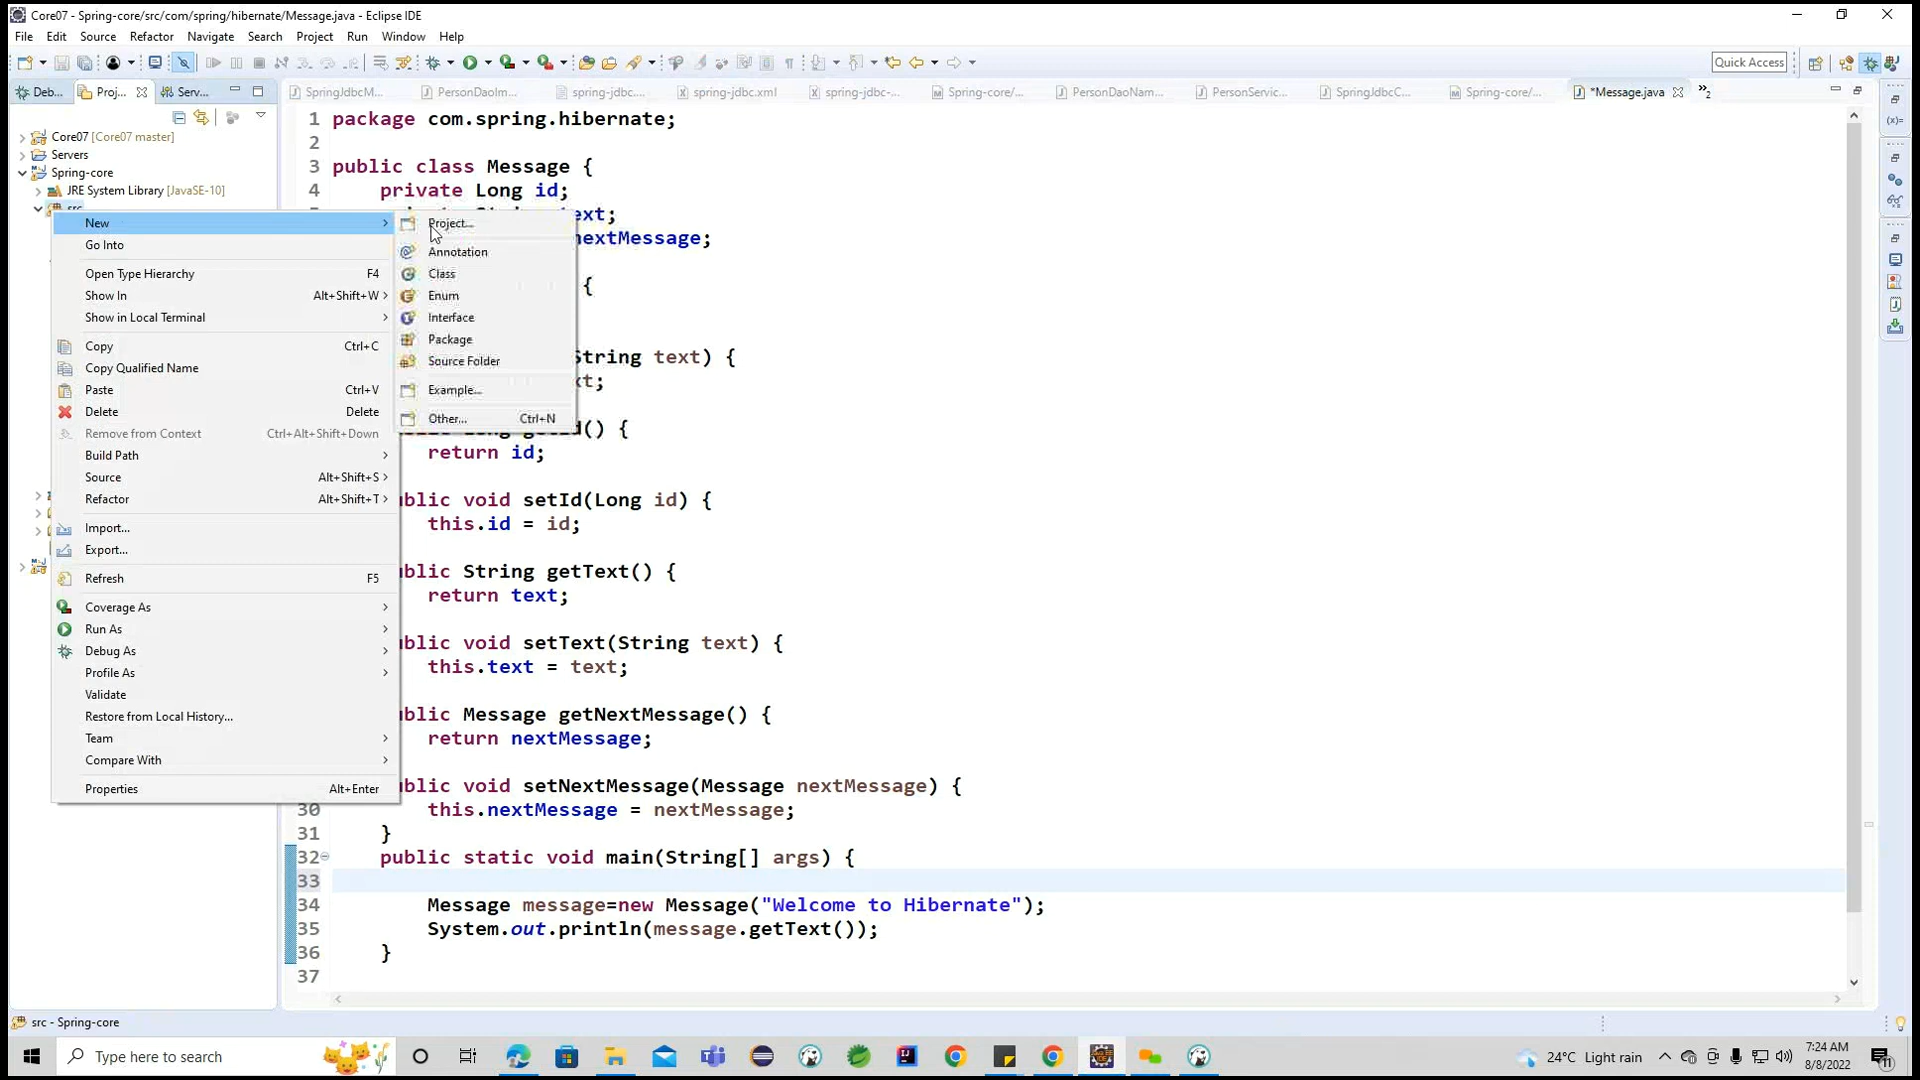 Core07 - Spring-core/src/com/spring/hibernate/Message.java - Eclipse IDE
File Edit Source Refactor Navigate Search Project Run Window Help
Quick Access
Deb... Proj... Serv...
SpringJdbcM... PersonDaoIm... spring-jdbc.... spring-jdbc.xml spring-jdbc-... Spring-core/... PersonDaoNam... PersonServic... SpringJdbcC... Spring-core/... *Message.java »2
Core07 [Core07 master]
Servers
Spring-core
JRE System Library [JavaSE-10]
src
New
Go Into
Open Type Hierarchy F4
Show In Alt+Shift+W
Show in Local Terminal
Copy Ctrl+C
Copy Qualified Name
Paste Ctrl+V
Delete Delete
Remove from Context Ctrl+Alt+Shift+Down
Build Path
Source Alt+Shift+S
Refactor Alt+Shift+T
Import...
Export...
Refresh F5
Coverage As
Run As
Debug As
Profile As
Validate
Restore from Local History...
Team
Compare With
Properties Alt+Enter
Project...
Annotation
Class
Enum
Interface
Package
Source Folder
Example...
Other... Ctrl+N
1 package com.spring.hibernate;
2
3 public class Message {
4 private Long id;
text;
nextMessage;
{
String text) {
xt;
d() {
return id;
ublic void setId(Long id) {
this.id = id;
ublic String getText() {
return text;
ublic void setText(String text) {
this.text = text;
ublic Message getNextMessage() {
return nextMessage;
ublic void setNextMessage(Message nextMessage) {
30 this.nextMessage = nextMessage;
31 }
32 public static void main(String[] args) {
33
34 Message message=new Message("Welcome to Hibernate");
35 System.out.println(message.getText());
36 }
37
src - Spring-core
Type here to search
24°C Light rain
7:24 AM
8/8/2022